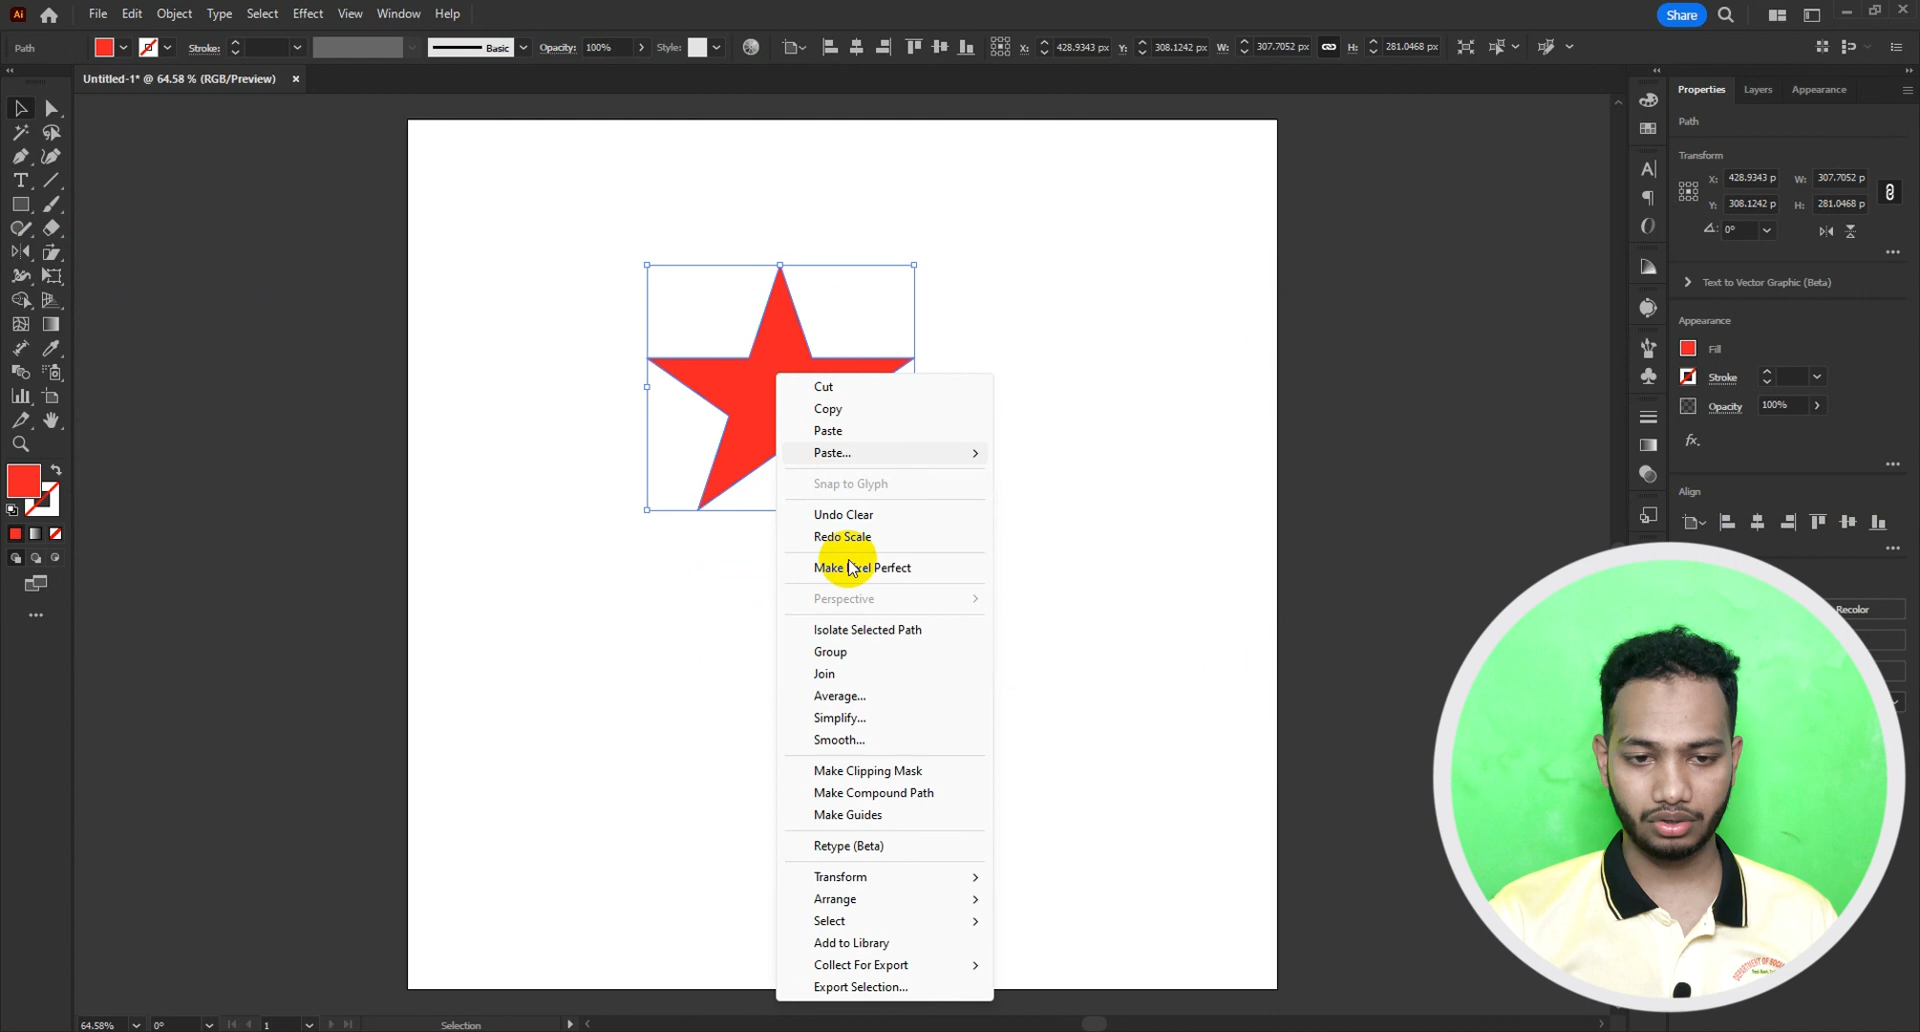 Ai File Edit Object Type Select Effect View Window Help Share
Path Stroke: Basic Opacity: 100% Style: X: 428.9343 px Y: 308.1242 px W: 307.7052 px H: 281.0468 px
Untitled-1* @ 64.58 % (RGB/Preview) ×
Properties Layers Appearance
Path
Transform
X: 428.9343 p W: 307.7052 p
Y: 308.1242 p H: 281.0468 p
0°
Text to Vector Graphic (Beta)
Appearance
Fill
Stroke
Opacity 100%
fx.
Align
Recolor
Cut
Copy
Paste
Paste...
Snap to Glyph
Undo Clear
Redo Scale
Make Pixel Perfect
Perspective
Isolate Selected Path
Group
Join
Average...
Simplify...
Smooth...
Make Clipping Mask
Make Compound Path
Make Guides
Retype (Beta)
Transform
Arrange
Select
Add to Library
Collect For Export
Export Selection...
64.58% 0° 1 Selection
DEPARTMENT OF